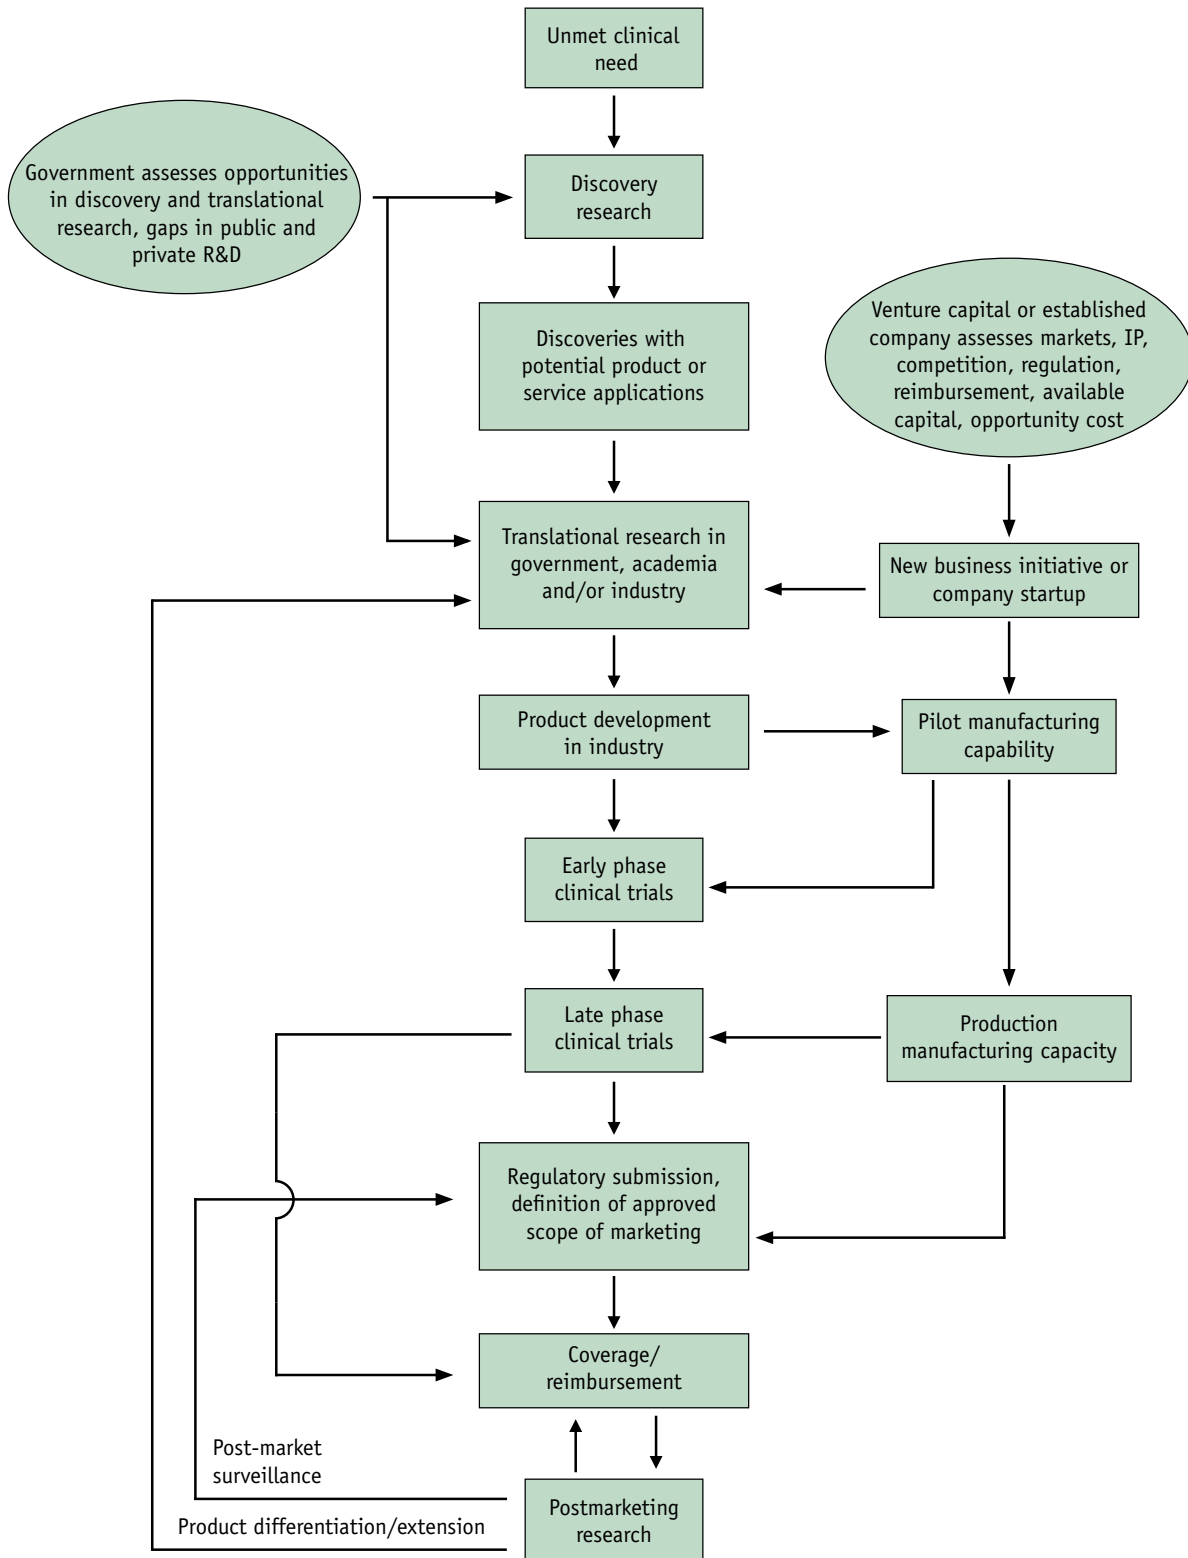 Unmet clinical
need
Government assesses opportunities
in discovery and translational
research, gaps in public and
private R&D
Discovery
research
Discoveries with
potential product or
service applications
Venture capital or established
company assesses markets, IP,
competition, regulation,
reimbursement, available
capital, opportunity cost
Translational research in
government, academia
and/or industry
New business initiative or
company startup
Product development
in industry
Pilot manufacturing
capability
Early phase
clinical trials
Late phase
clinical trials
Production
manufacturing capacity
Regulatory submission,
definition of approved
scope of marketing
Coverage/
reimbursement
Post-market
surveillance
Product differentiation/extension
Postmarketing
research